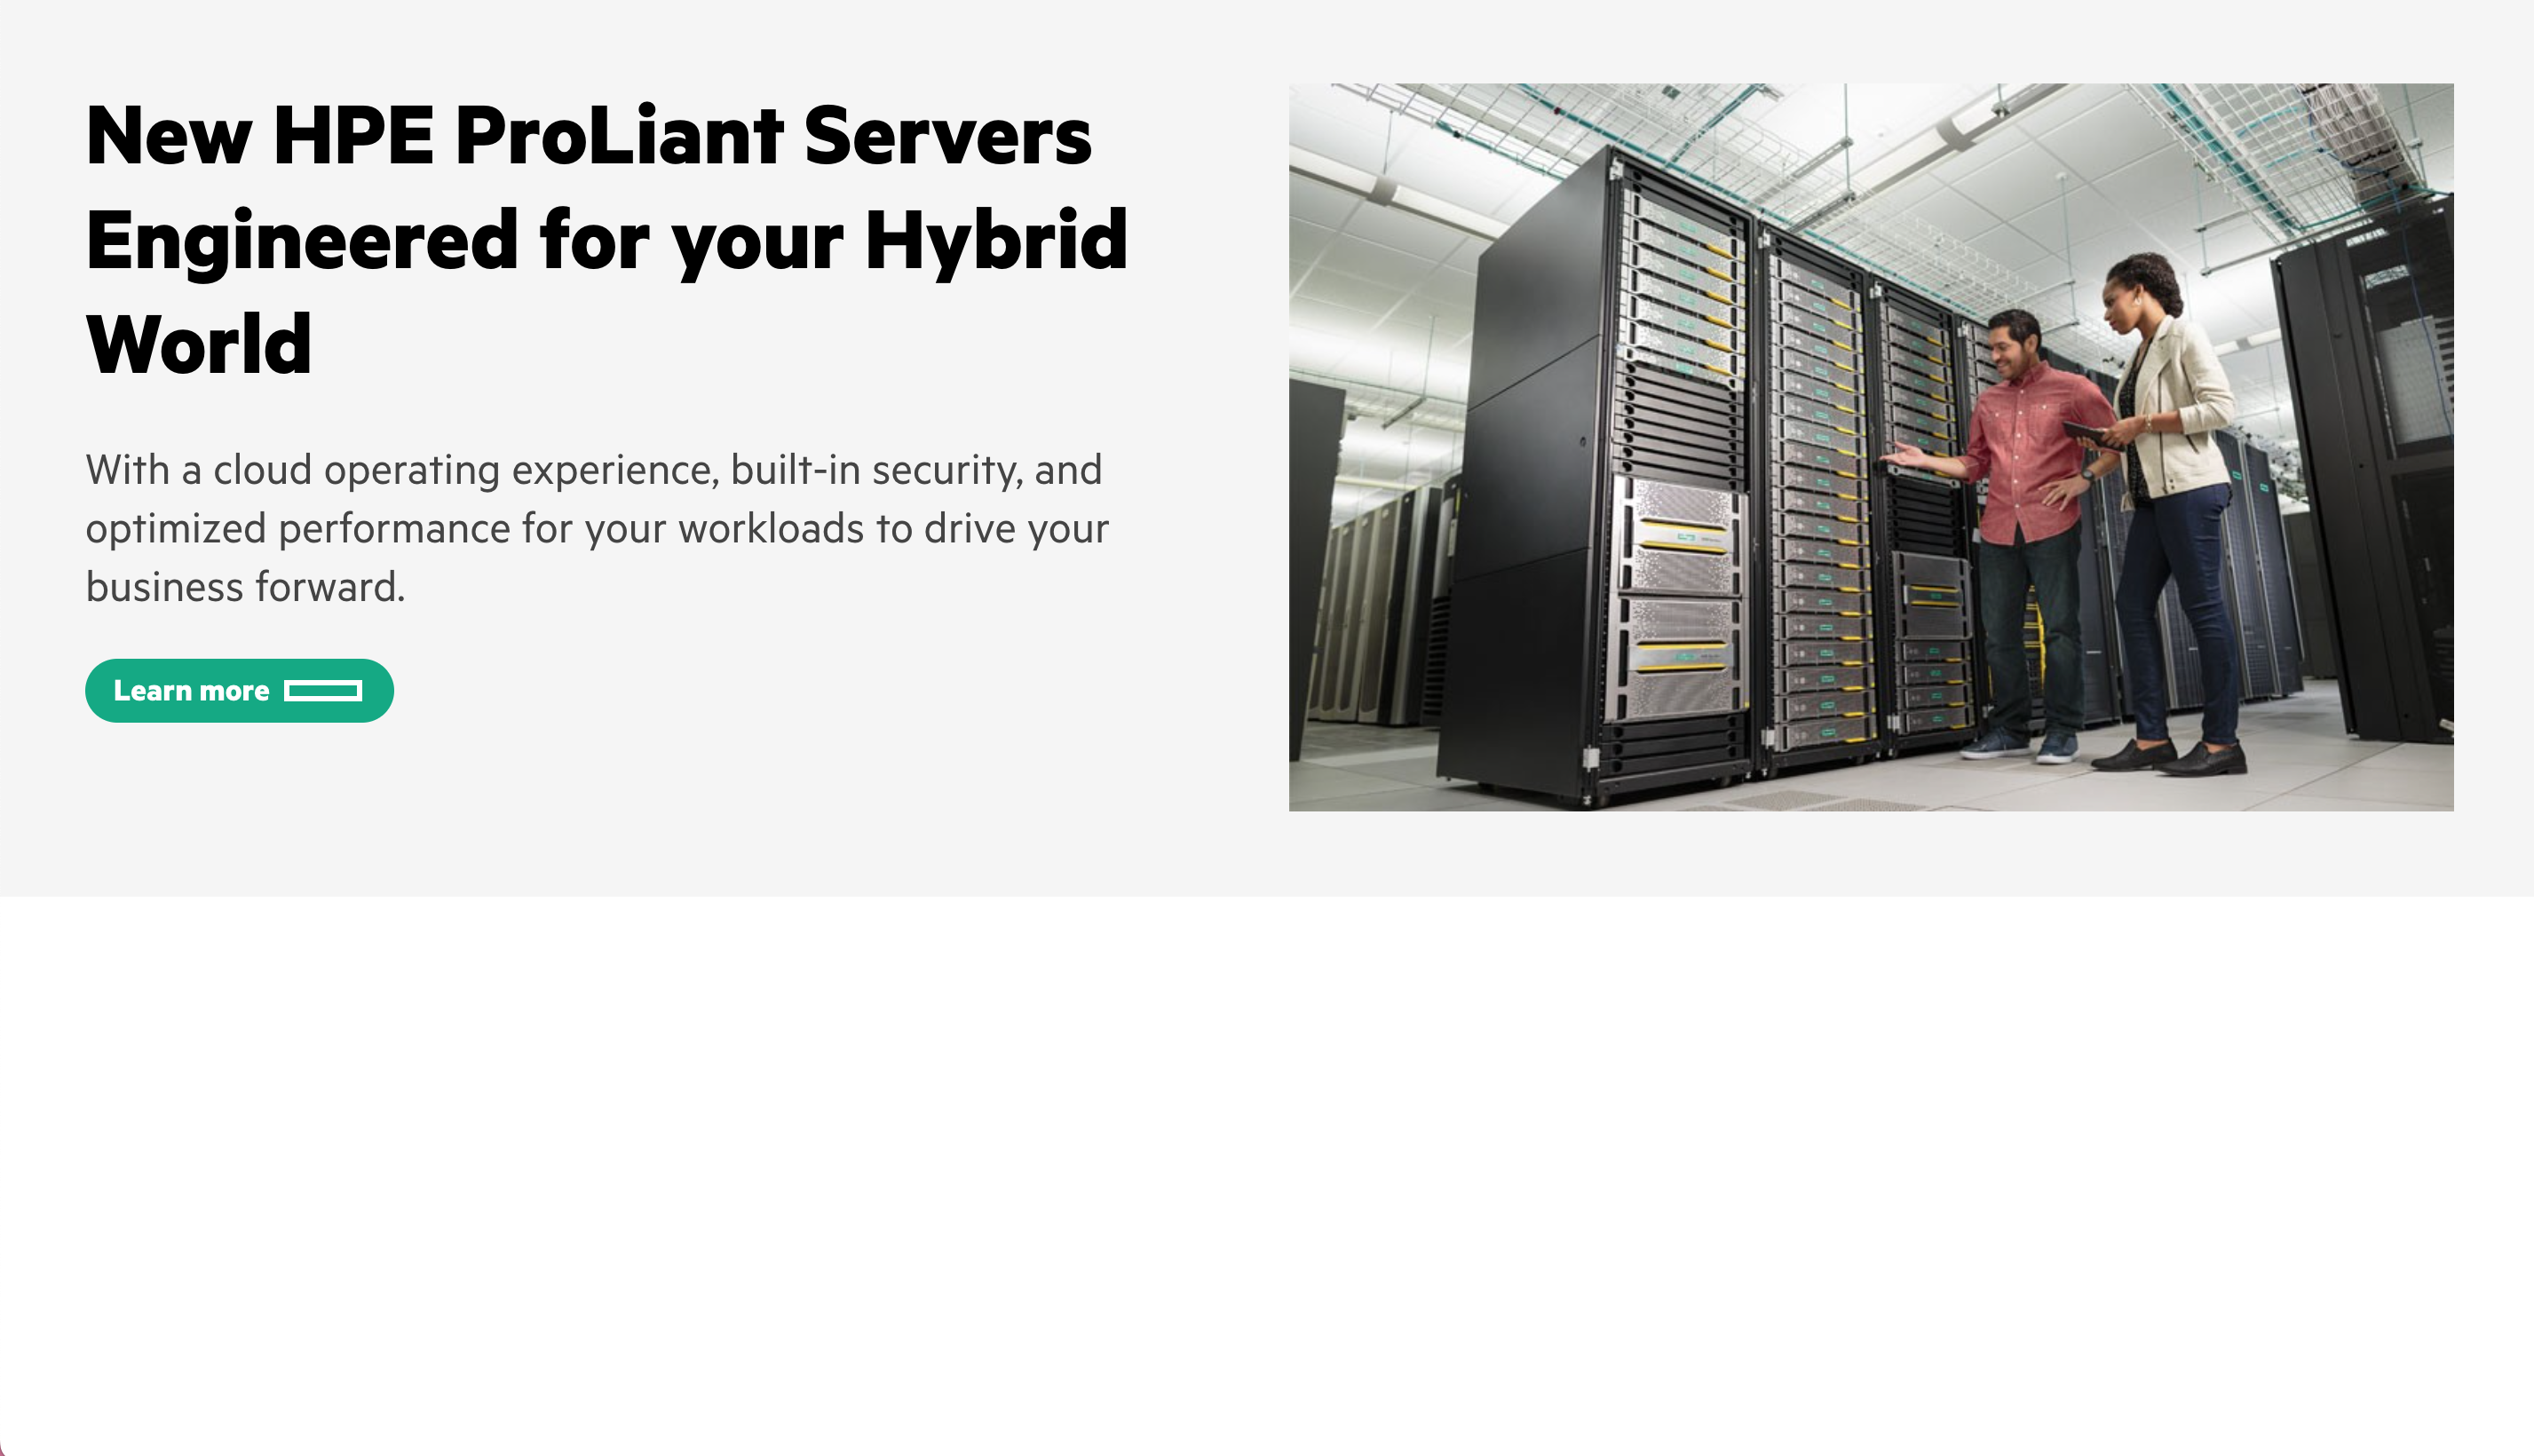 New HPE ProLiant Servers
Engineered for your Hybrid
World
With a cloud operating experience, built-in security, and
optimized performance for your workloads to drive your
business forward.
Learn more